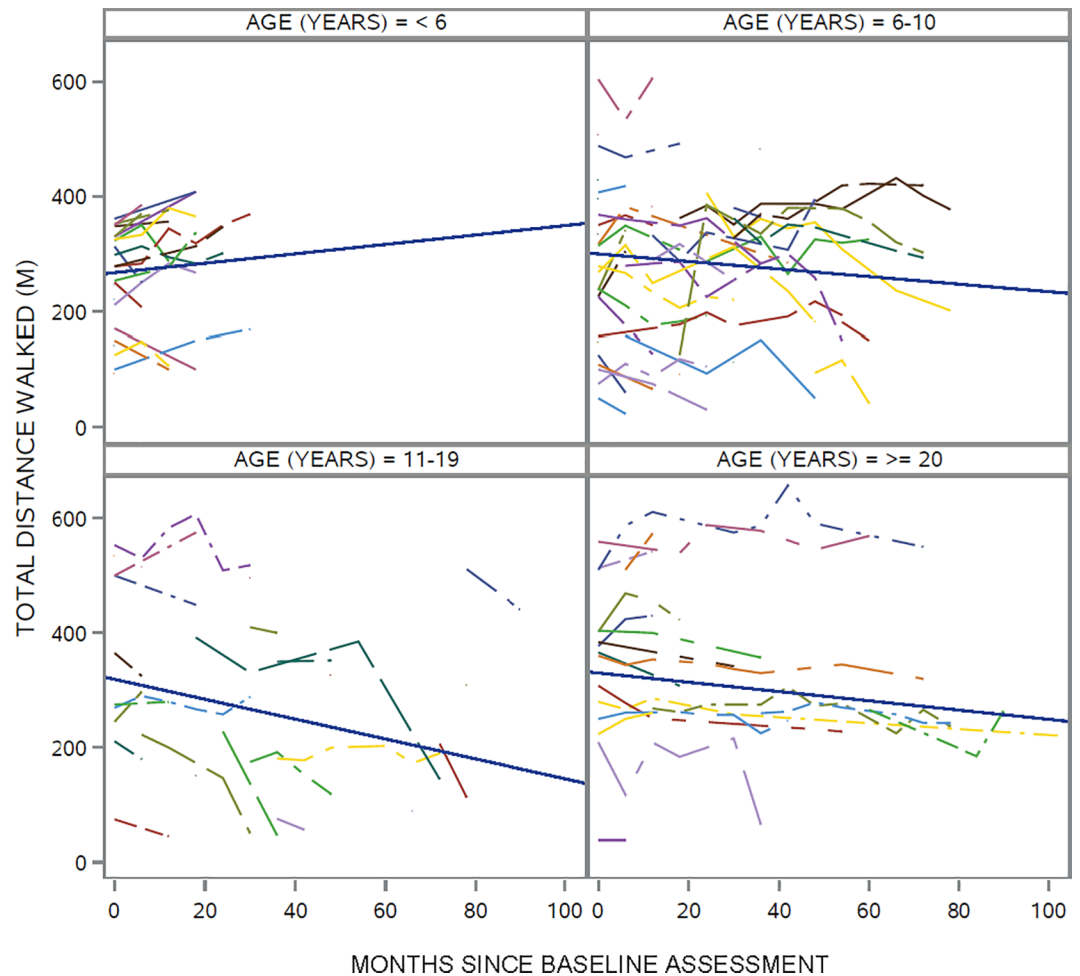 AGE (YEARS) = < 6
AGE (YEARS) = 6-10
600
400
200
0
TOTAL DISTANCE WALKED (M)
AGE (YEARS) = 11-19
AGE (YEARS) = >= 20
600
400
200
0
0 20 40 60 80 100
0 20 40 60 80 100
MONTHS SINCE BASELINE ASSESSMENT